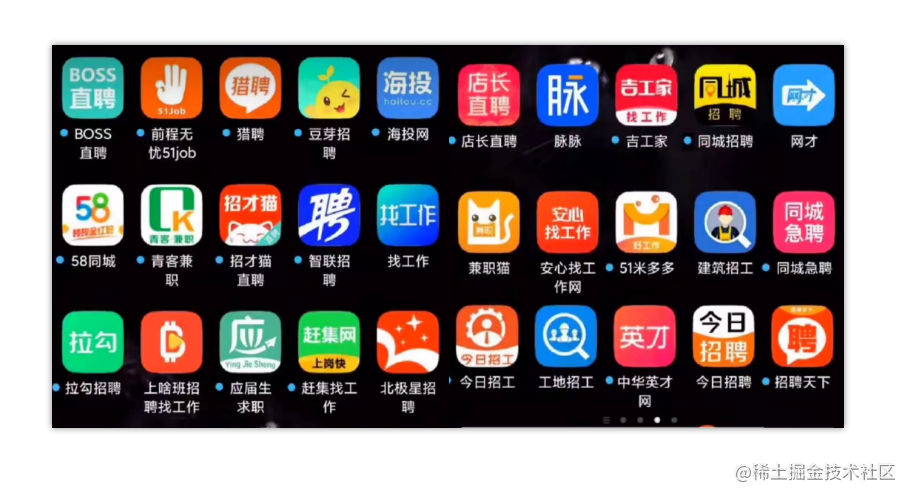 BOSS
直聘
51Job
猎聘
海投
hailou.cc
店长
直聘
脉
吉工家
找工作
同城
招聘
网才
BOSS
直聘
前程无
忧51job
猎聘
豆芽招
聘
海投网
店长直聘
脉脉
吉工家
同城招聘
网才
58
招才猫
直聘
青客·兼职
聘
找工作
兼职
安心
找工作
好工作
同城
急聘
58同城
青客兼
职
招才猫
直聘
智联招
聘
找工作
兼职猫
安心找工
作网
51米多多
建筑招工
同城急聘
拉勾
应
Ying Jie Sheng
赶集网
上岗快
今日招工
英才
今日
招聘
聘
拉勾招聘
上啥班招
聘找工作
应届生
求职
赶集找工
作
北极星招
聘
今日招工
工地招工
中华英才
网
今日招聘
招聘天下
@稀土掘金技术社区